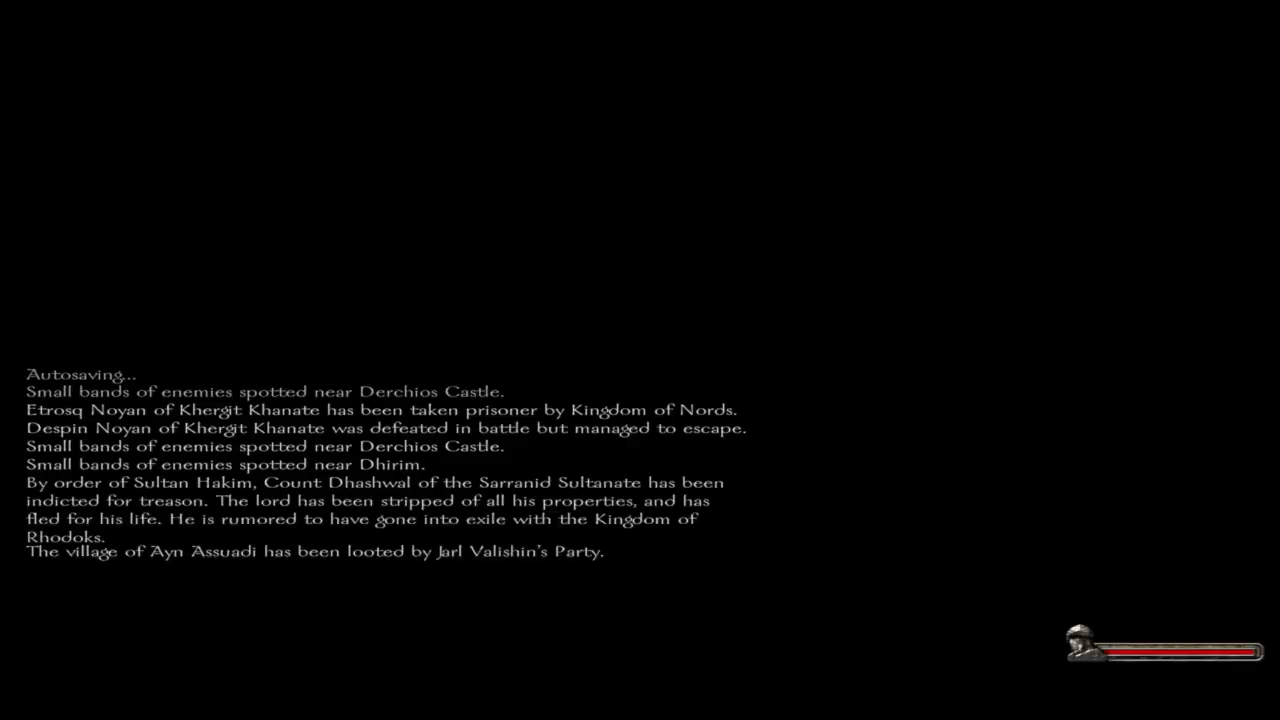 Autosaving...
Small bands of enemies spotted near Derchios Castle.
Etrosq Noyan of Khergit Khanate has been taken prisoner by Kingdom of Nords.
Despin Noyan of Khergit Khanate was defeated in battle but managed to escape.
Small bands of enemies spotted near Derchios Castle.
Small bands of enemies spotted near Dhirim.
By order of Sultan Hakim, Count Dhashwal of the Sarranid Sultanate has been
indicted for treason. The lord has been stripped of all his properties, and has
fled for his life. He is rumored to have gone into exile with the Kingdom of
Rhodoks.
The village of Ayn Assuadi has been looted by Jarl Valishin's Party.